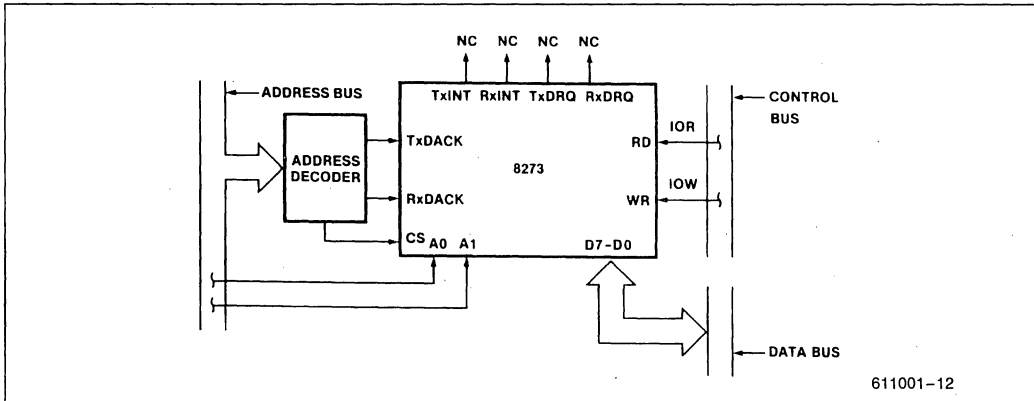 NC NC NC NC
TxINT RxINT TxDRQ RxDRQ
ADDRESS BUS
CONTROL
BUS
ADDRESS
DECODER
TxDACK
RxDACK
8273
RD
IOR
WR
IOW
CS A0 A1
D7-D0
DATA BUS
611001-12